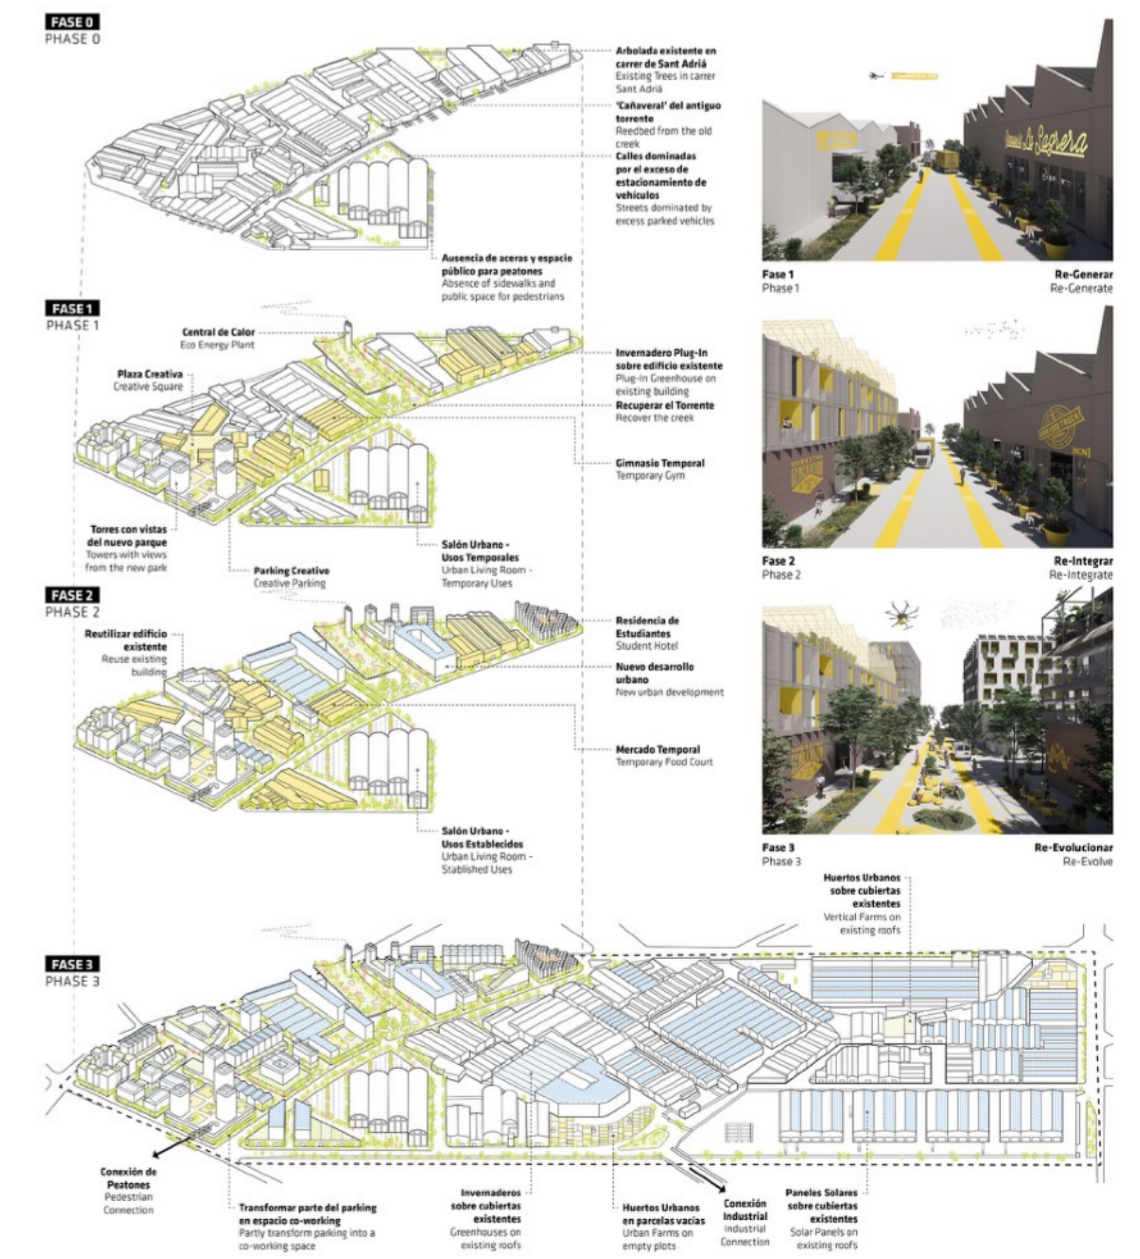 FASE 0
PHASE 0
Arbolada existente en
carrer de Sant Adriá
Existing Trees in carrer
Sant Adriá
'Cañaveral' del antiguo
torrente
Reedbed from the old
creek
Calles dominadas
por el exceso de
estacionamiento de
vehículos
Streets dominated by
excess parked vehicles
Ausencia de aceras y espacio
público para peatones
Absence of sidewalks and
public space for pedestrians
FASE 1
PHASE 1
Central de Calor
Eco Energy Plant
Plaza Creativa
Creative Square
Invernadero Plug-In
sobre edificio existente
Plug-In Greenhouse on
existing building
Recuperar el Torrente
Recover the creek
Gimnasio Temporal
Temporary Gym
Torres con vistas
del nuevo parque
Towers with views
from the new park
Parking Creative
Creative Parking
Salón Urbano -
Usos Temporales
Urban Living Room -
Temporary Uses
FASE 2
PHASE 2
Reutilizar edificio
existente
Reuse existing
building
Residencia de
Estudiantes
Student Hotel
Nuevo desarrollo
urbano
New urban development
Mercado Temporal
Temporary Food Court
Salón Urbano -
Usos Establecidos
Urban Living Room -
Stablished Uses
La Sagrera
Fase 1
Phase 1
Re-Generar
Re-Generate
BCN
Fase 2
Phase 2
Re-Integrar
Re-Integrate
Fase 3
Phase 3
Re-Evolucionar
Re-Evolve
FASE 3
PHASE 3
Huertos Urbanos
sobre cubiertas
existentes
Vertical Farms on
existing roofs
Conexión de
Peatones
Pedestrian
Connection
Transformar parte del parking
en espacio co-working
Partly transform parking into a
co-working space
Invernaderos
sobre cubiertas
existentes
Greenhouses on
existing roofs
Huertos Urbanos
en parcelas vacías
Urban Farms on
empty plots
Conexión
Industrial
Industrial
Connection
Paneles Solares
sobre cubiertas
existentes
Solar Panels on
existing roofs